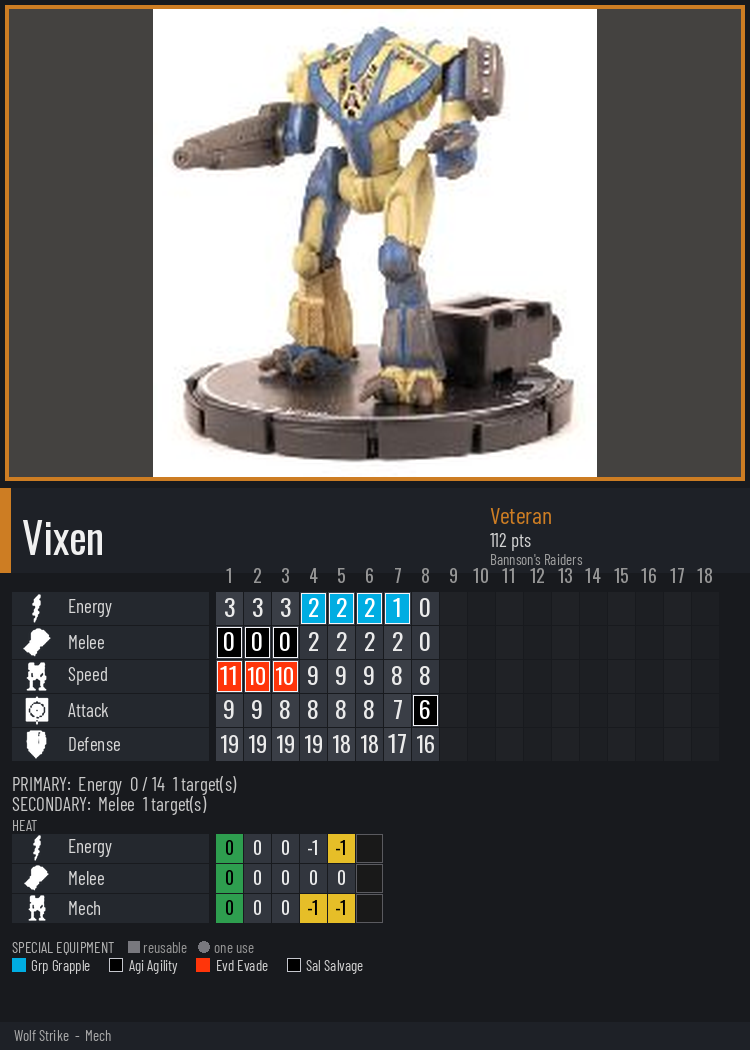 Vixen
Veteran
112 pts
Bannson's Raiders
1 2 3 4 5 6 7 8 9 10 11 12 13 14 15 16 17 18
Energy 3 3 3 2 2 2 1 0
Melee 0 0 0 2 2 2 2 0
Speed 11 10 10 9 9 9 8 8
Attack 9 9 8 8 8 8 7 6
Defense 19 19 19 19 18 18 17 16
PRIMARY: Energy 0 / 14 1 target(s)
SECONDARY: Melee 1 target(s)
HEAT
Energy 0 0 0 -1 -1
Melee 0 0 0 0 0
Mech 0 0 0 -1 -1
SPECIAL EQUIPMENT reusable one use
Grp Grapple Agi Agility Evd Evade Sal Salvage
Wolf Strike - Mech